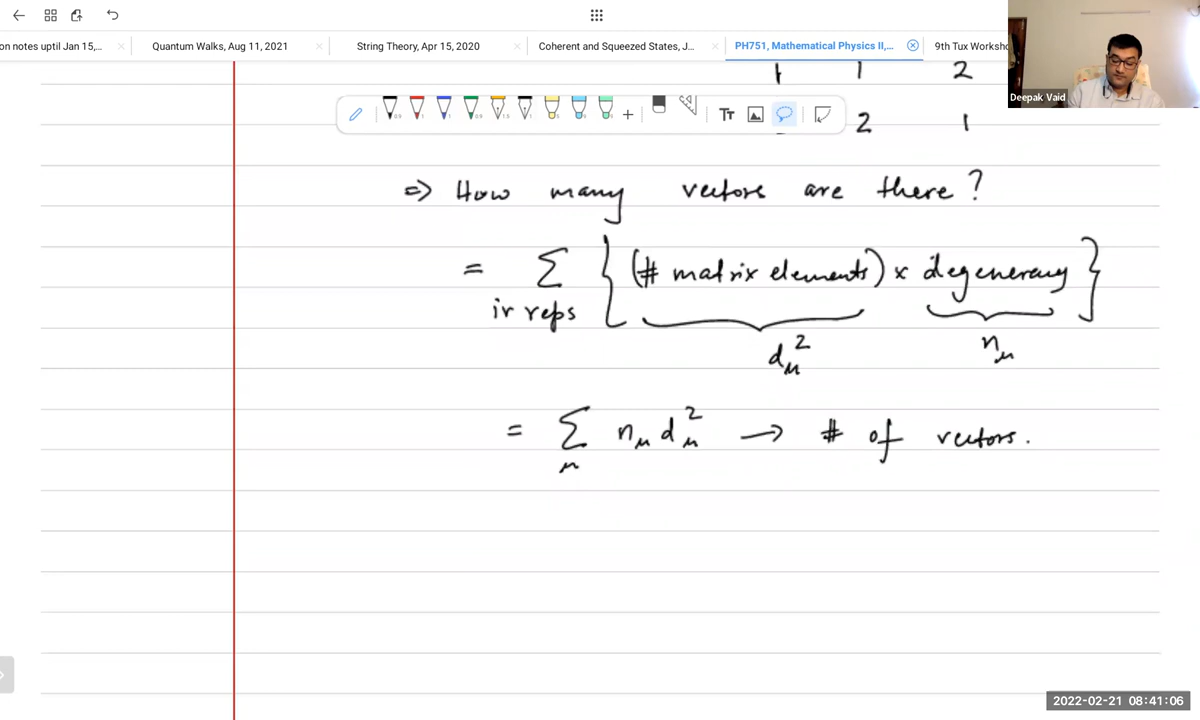 on notes uptil Jan 15,... Quantum Walks, Aug 11, 2021 String Theory, Apr 15, 2020 Coherent and Squeezed States, J... PH751, Mathematical Physics II,... 9th Tux Worksho
Deepak Vaid
1 1 2
2 1
Tт
⇒ How many vectors are there?
= Σ { (# matrix elements) x degeneracy }
ir reps
d_μ^2 n_μ
= Σ_μ n_μ d_μ^2 → # of vectors.
2022-02-21 08:41:06